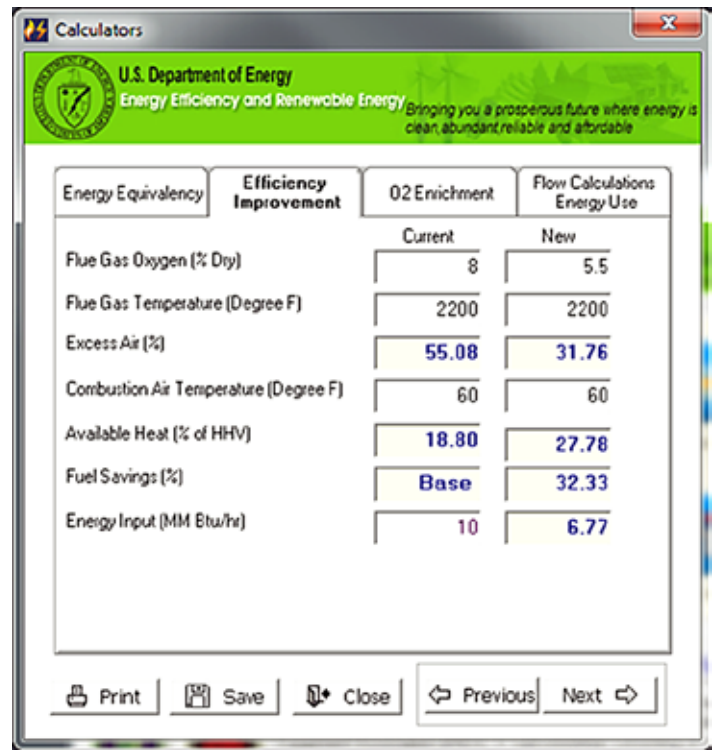 Calculators
U.S. Department of Energy
Energy Efficiency and Renewable Energy
Bringing you a prosperous future where energy is
clean,abundant,reliable and affordable
Energy Equivalency
Efficiency
Improvement
O2 Enrichment
Flow Calculations
Energy Use
Current New
Flue Gas Oxygen (% Dry) 8 5.5
Flue Gas Temperature (Degree F) 2200 2200
Excess Air (%) 55.08 31.76
Combustion Air Temperature (Degree F) 60 60
Available Heat (% of HHV) 18.80 27.78
Fuel Savings (%) Base 32.33
Energy Input (MM Btu/hr) 10 6.77
Print Save Close Previous Next